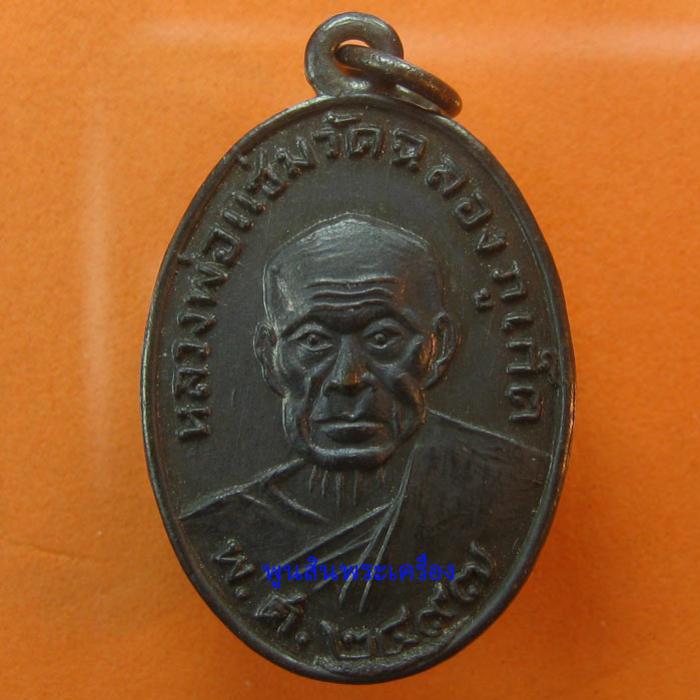 หลวงพ่อแช่มวัดฉลองภูเก็ต
พูนสินพระเครื่อง
พ.ศ.๒๔๙๗